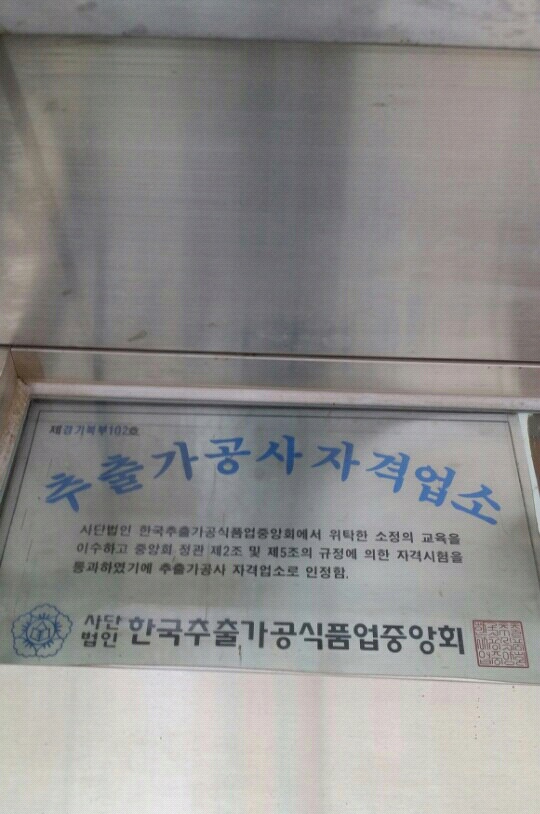 제경기북부102호
추출가공사자격업소
사단법인 한국추출가공식품업중앙회에서 위탁한 소정의 교육을
이수하고 중앙회 정관 제2조 및 제5조의 규정에 의한 자격시험을
통과하였기에 추출가공사 자격업소로 인정함.
사단법인 한국추출가공식품업중앙회